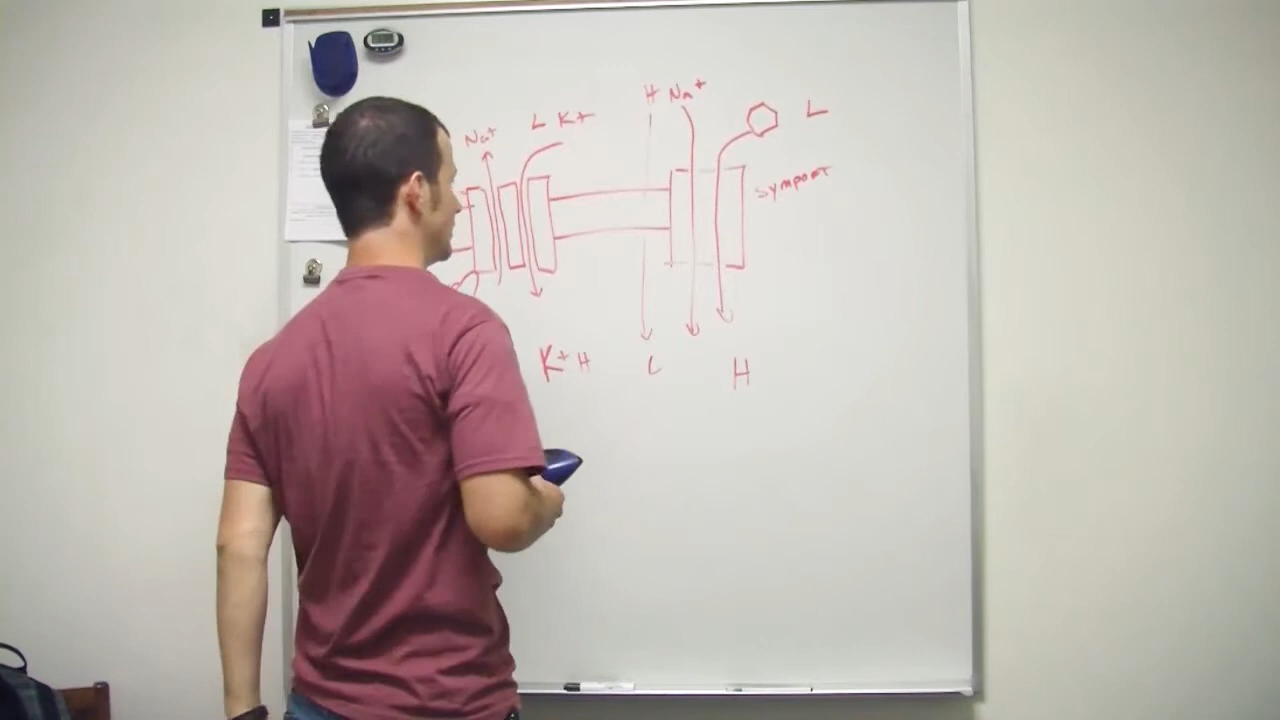 Na+
L K+
H Na+
L
symport
K+ H
L
H